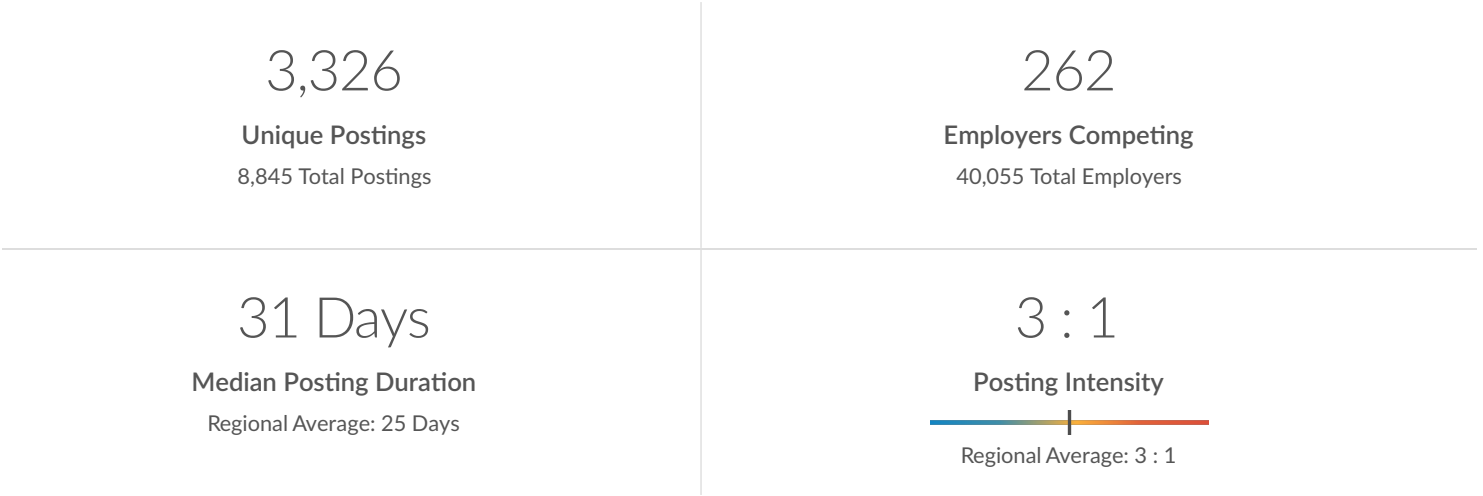 3,326
Unique Postings
8,845 Total Postings
262
Employers Competing
40,055 Total Employers
31 Days
Median Posting Duration
Regional Average: 25 Days
3 : 1
Posting Intensity
Regional Average: 3 : 1